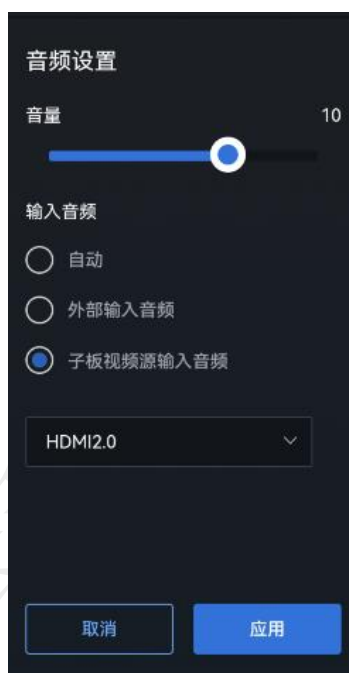 音频设置
音量 10
输入音频
自动
外部输入音频
子板视频源输入音频
HDMI2.0
取消 应用